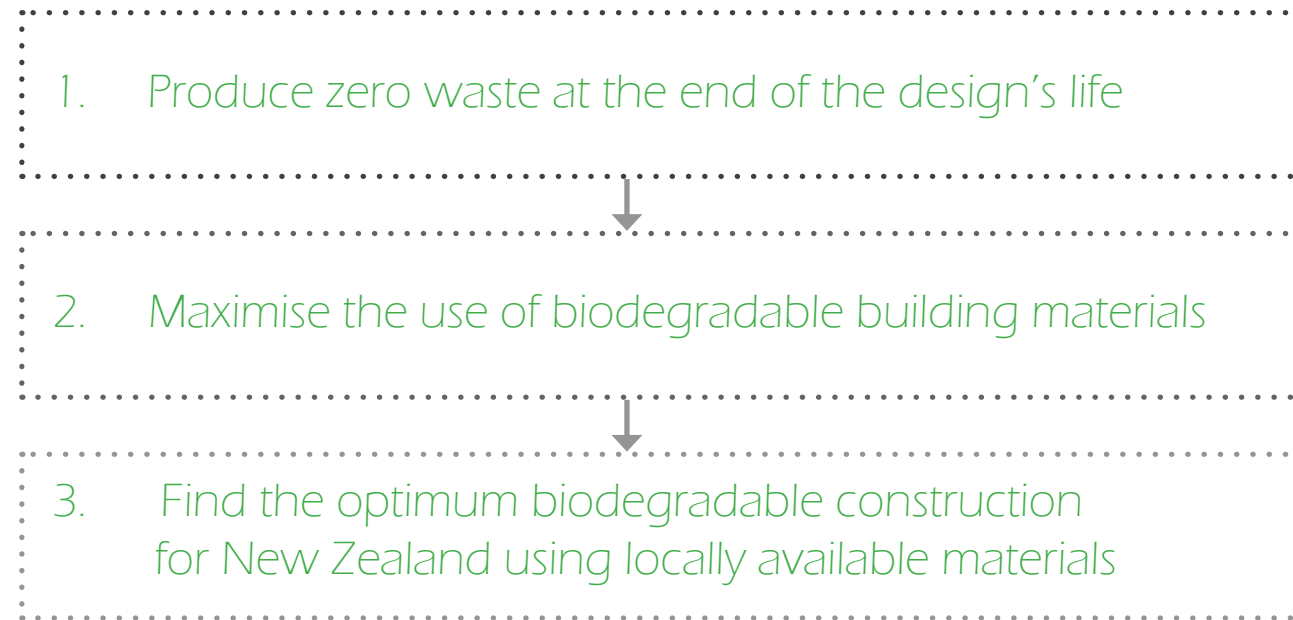 1. Produce zero waste at the end of the design’s life
2. Maximise the use of biodegradable building materials
3. Find the optimum biodegradable construction
for New Zealand using locally available materials